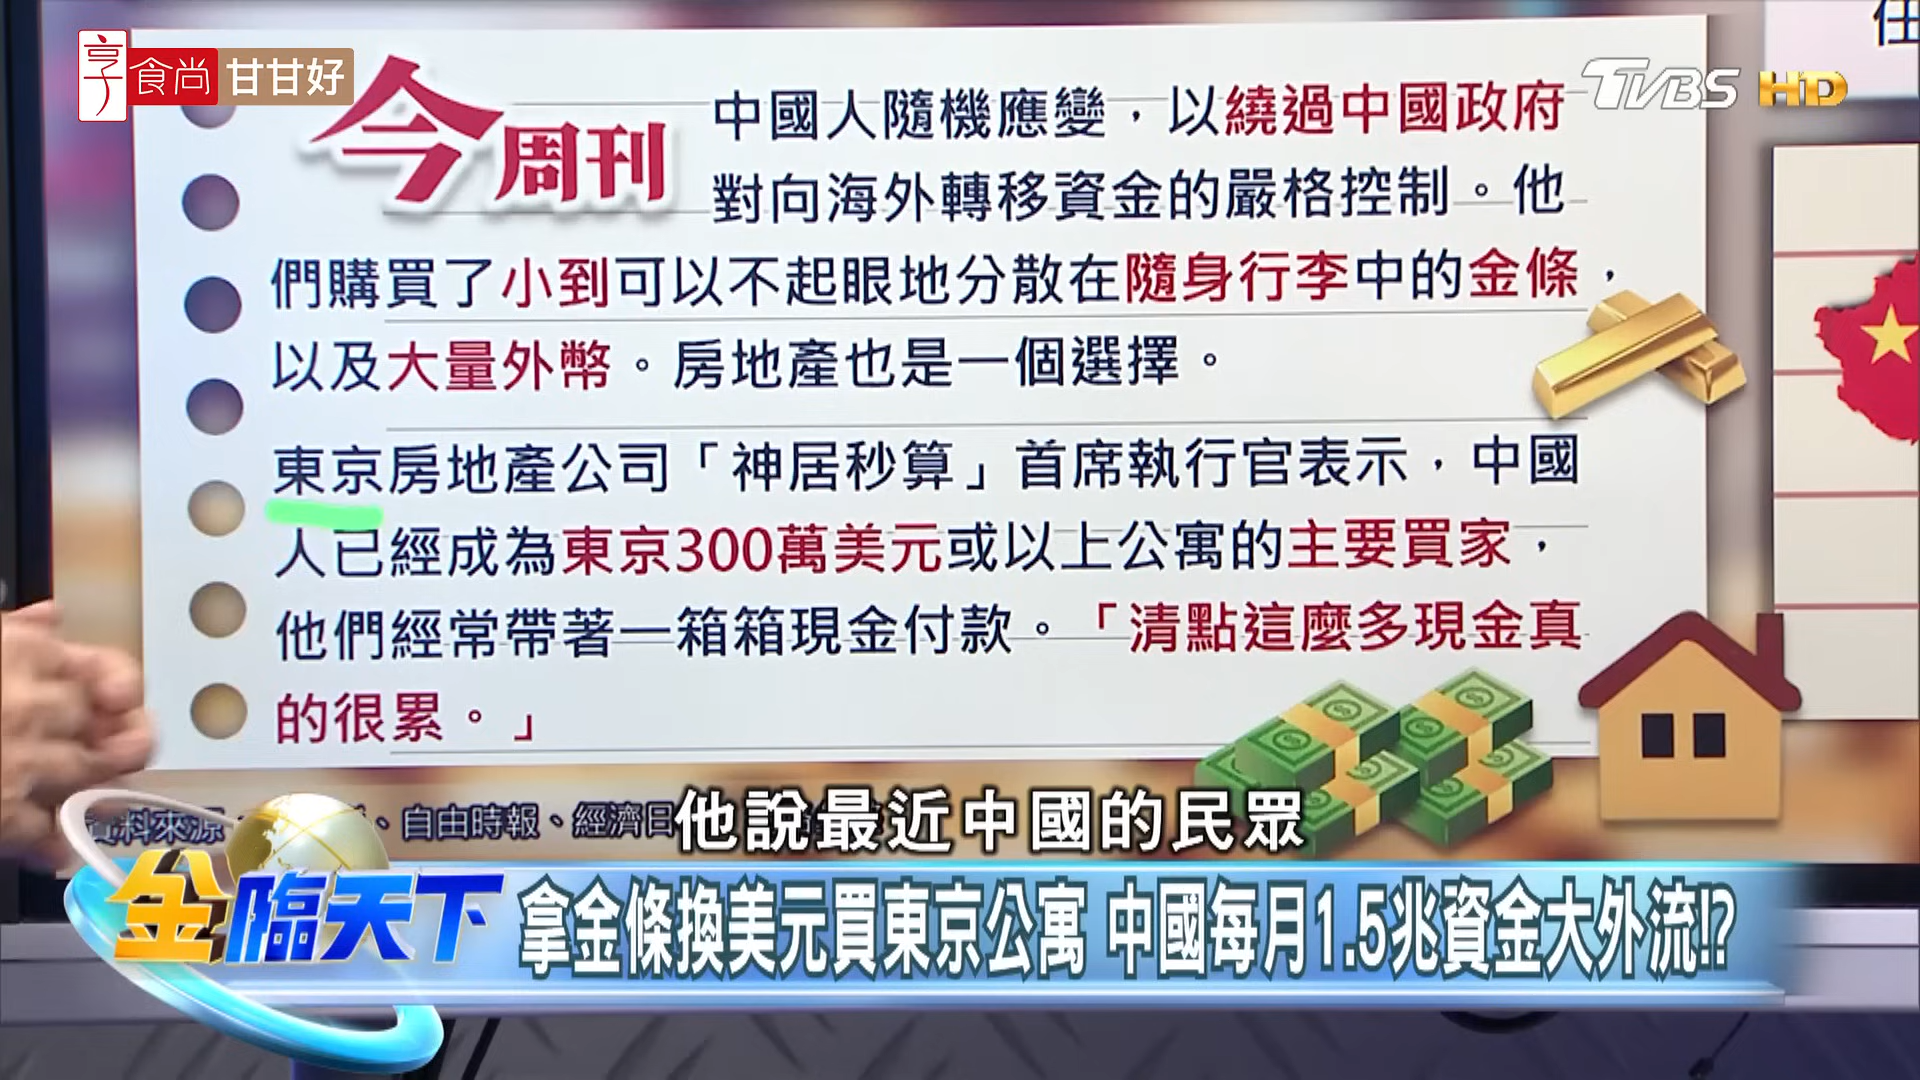 享食尚 甘甘好
TVBS HD
今周刊
中國人隨機應變，以繞過中國政府
對向海外轉移資金的嚴格控制。他
們購買了小到可以不起眼地分散在隨身行李中的金條，
以及大量外幣。房地產也是一個選擇。
東京房地產公司「神居秒算」首席執行官表示，中國
人已經成為東京300萬美元或以上公寓的主要買家，
他們經常帶著一箱箱現金付款。「清點這麼多現金真
的很累。」
資料來源
、自由時報、經濟日
他說最近中國的民眾
金臨天下
拿金條換美元買東京公寓 中國每月1.5兆資金大外流!?